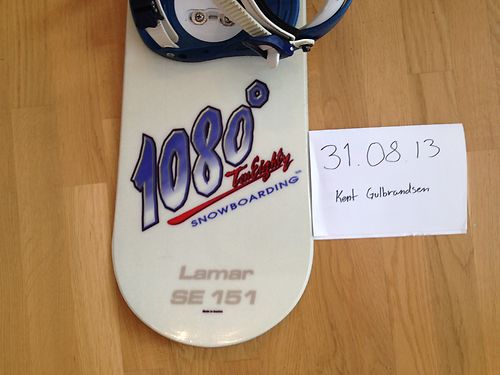 1080°
TenEighty
SNOWBOARDING™
Lamar
SE 151
31.08.13
Kent Gulbrandsen